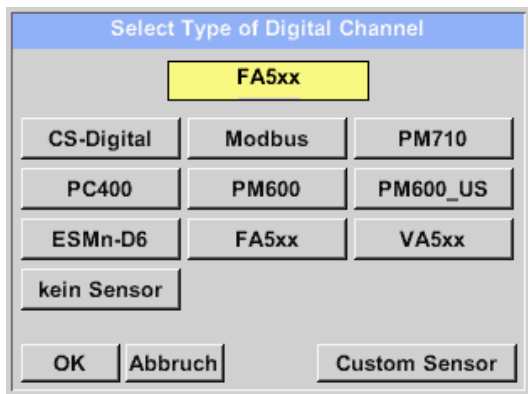 Select Type of Digital Channel
FA5xx
CS-Digital Modbus PM710
PC400 PM600 PM600_US
ESMn-D6 FA5xx VA5xx
kein Sensor
OK Abbruch Custom Sensor